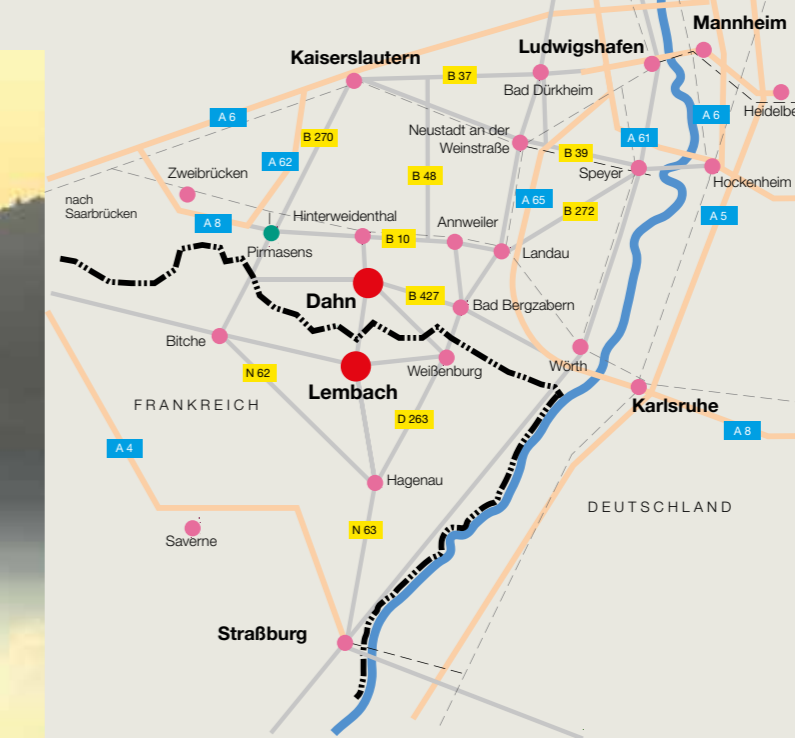 Mannheim
Ludwigshafen
Kaiserslautern
B 37
Bad Dürkheim
A 6
Heidelbe
A 6
B 270
Neustadt an der
Weinstraße
A 61
A 62
B 39
Zweibrücken
B 48
Speyer
Hockenheim
nach
Saarbrücken
A 65
B 272
A 5
A 8
Hinterweidenthal
Annweiler
B 10
Pirmasens
Landau
Dahn
B 427
Bad Bergzabern
Bitche
Weißenburg
Wörth
N 62
Lembach
Karlsruhe
FRANKREICH
D 263
A 8
A 4
Hagenau
DEUTSCHLAND
N 63
Saverne
Straßburg